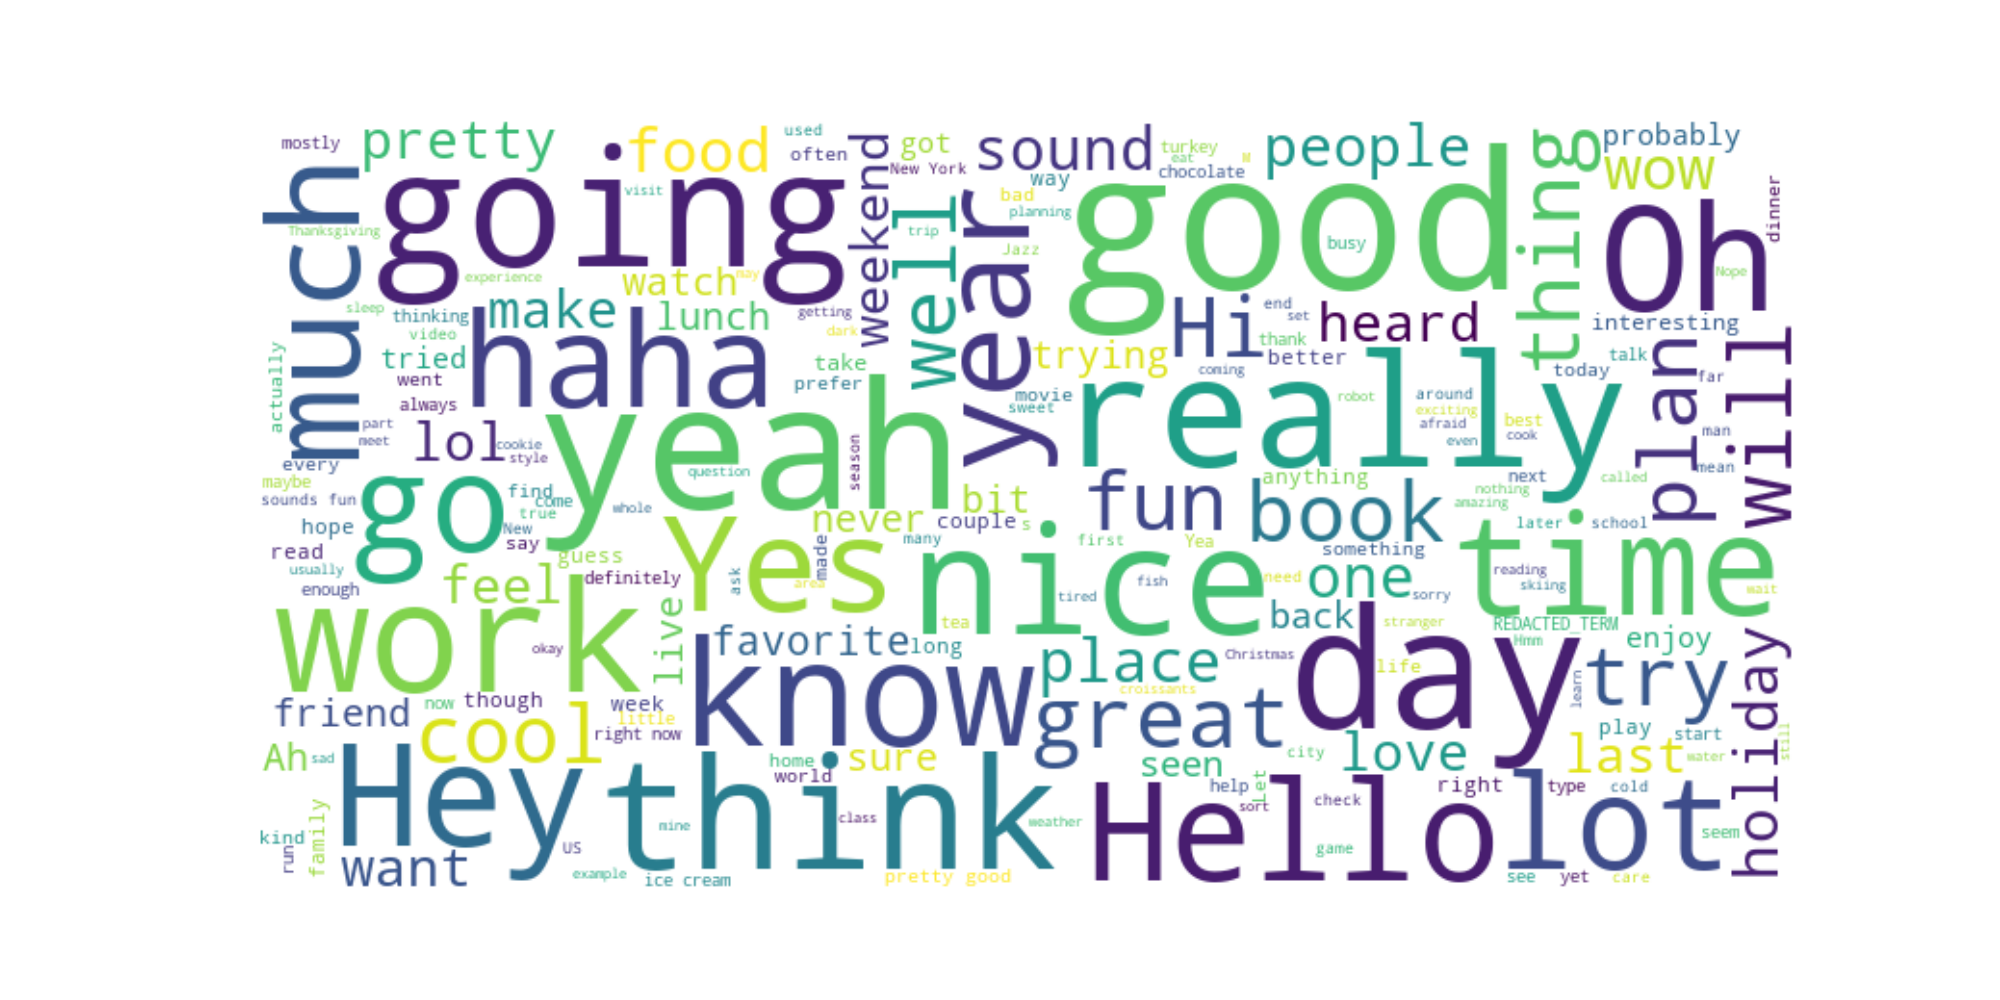 mostly
pretty
food
used
often
weekend
got
New York
sound
turkey
eat
M
chocolate
people
thing
probably
wow
much
going
visit
Thanksgiving
well
year
way
bad
planning
trip
Jazz
good
busy
Oh
dinner
Nope
experience
watch
may
sleep
thinking
make
lunch
getting
dark
video
tried
haha
take
prefer
trying
Hi
end
set
thank
heard
better
coming
interesting
talk
today
plan
will
far
actually
went
always
lol
part
meet
cookie
style
yeah
question
season
movie
sweet
really
robot
around
exciting
afraid
even
best
cook
man
mean
every
maybe
sounds fun
go
find
come
true
New
whole
never
bit
couple
s
fun
anything
book
next
nothing
amazing
called
later
school
time
hope
read
say
usually
enough
guess
feel
definitely
Yes
ask
made
area
many
nice
first
Yea
fish
tired
something
need
one
reading
skiing
sorry
wait
work
okay
live
favorite
long
tea
know
place
Christmas
back
stranger
REDACTED_TERM
Hmm
enjoy
life
day
try
learn
holiday
friend
now
though
week
little
right now
cool
croissants
great
play
start
still
Ah
sad
Hey
home
world
sure
seen
city
love
last
water
think
help
Let
sort
check
right
type
cold
Hello
lot
seem
kind
run
family
want
US
mine
class
weather
example
ice cream
pretty good
game
see
yet
care